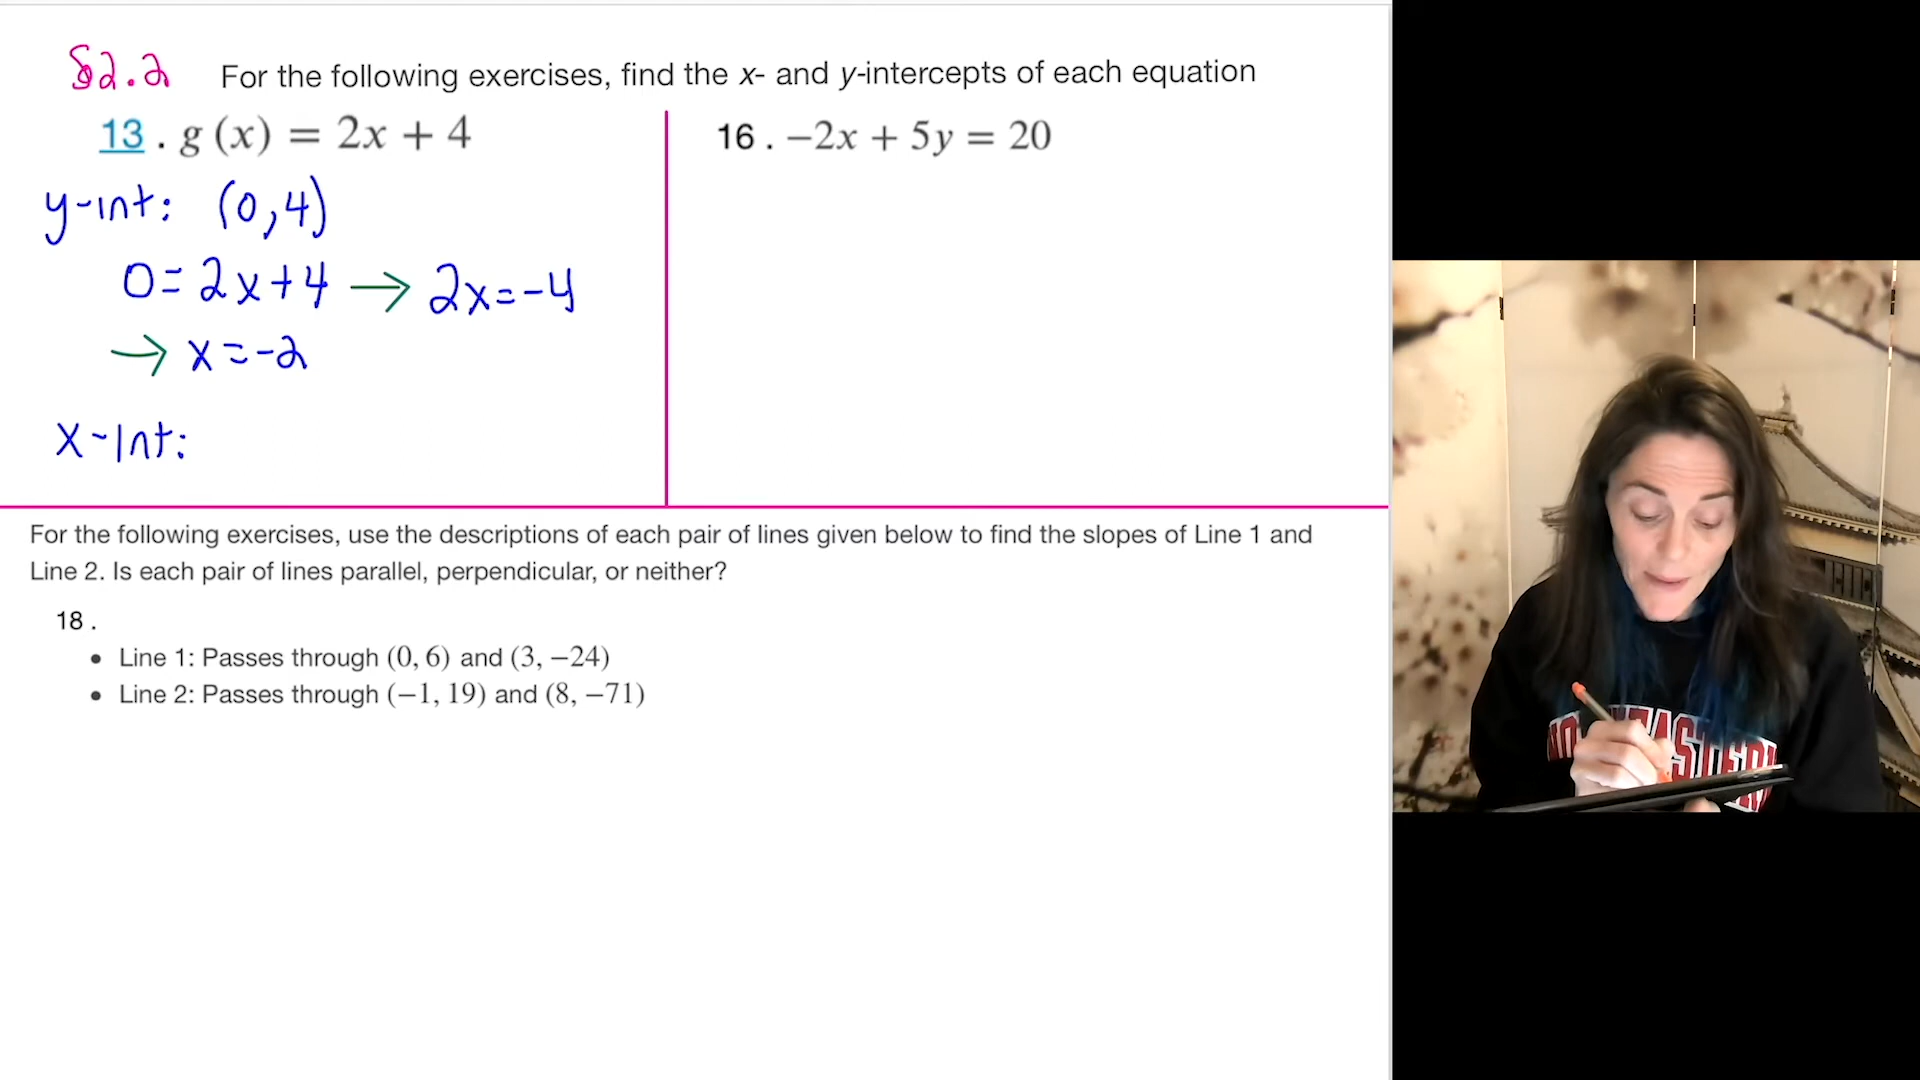 §2.2 For the following exercises, find the x- and y-intercepts of each equation
13 . g (x) = 2x + 4
y-int: (0,4)
0=2x+4 → 2x=-4
→ x=-2
x-int:
16 . −2x + 5y = 20
For the following exercises, use the descriptions of each pair of lines given below to find the slopes of Line 1 and
Line 2. Is each pair of lines parallel, perpendicular, or neither?
18 .
• Line 1: Passes through (0, 6) and (3, −24)
• Line 2: Passes through (−1, 19) and (8, −71)